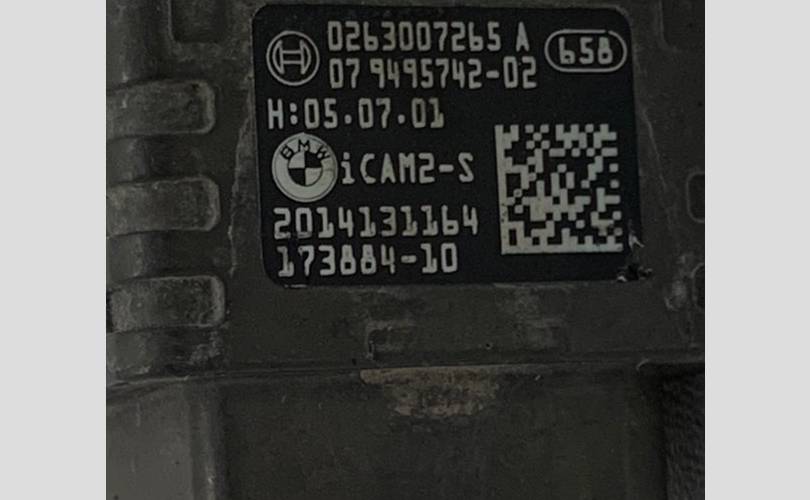 0263007265 A 658
07 9495742-02
H:05.07.01
BMW iCAM2-S
2014131164
173884-10